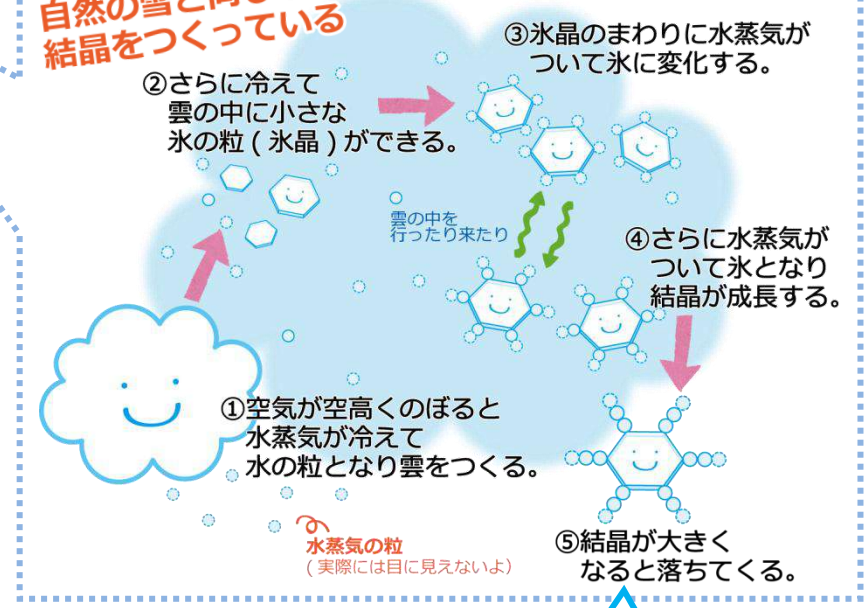 自然の雪と同じ
結晶をつくっている
①空気が空高くのぼると
水蒸気が冷えて
水の粒となり雲をつくる。
②さらに冷えて
雲の中に小さな
氷の粒(氷晶)ができる。
③氷晶のまわりに水蒸気が
ついて氷に変化する。
雲の中を
行ったり来たり
④さらに水蒸気が
ついて氷となり
結晶が成長する。
⑤結晶が大きく
なると落ちてくる。
水蒸気の粒
(実際には目に見えないよ)